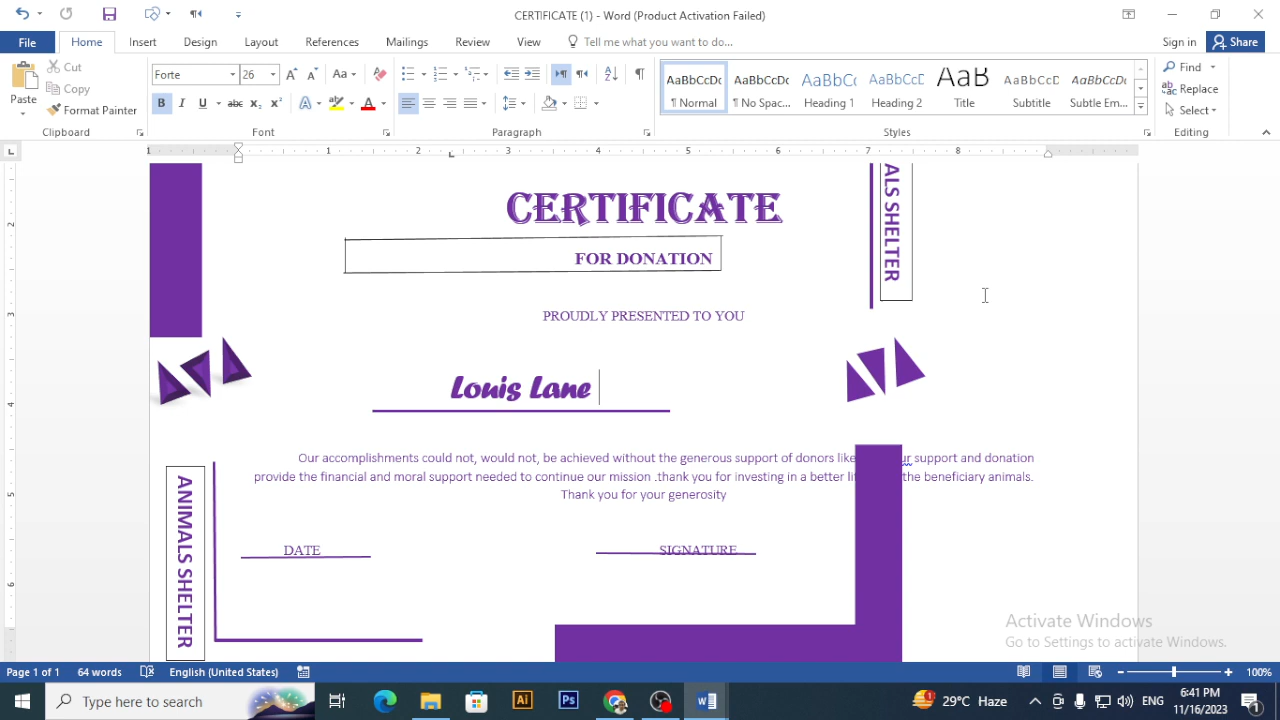 CERTIFICATE (1) - Word (Product Activation Failed)
File Home Insert Design Layout References Mailings Review View Tell me what you want to do... Sign in Share
Paste Cut Copy Format Painter
Forte 26
AaBbCcDc AaBbCcDc AaBbCc AaBbCcD AaB AaBbCcD AaBbCcD
¶ Normal ¶ No Spac... Heading 1 Heading 2 Title Subtitle Subtle Em...
Find
Replace
Select
Clipboard Font Paragraph Styles Editing
CERTIFICATE
FOR DONATION
ALS SHELTER
PROUDLY PRESENTED TO YOU
Louis Lane
Our accomplishments could not, would not, be achieved without the generous support of donors like ur support and donation
provide the financial and moral support needed to continue our mission .thank you for investing in a better li the beneficiary animals.
Thank you for your generosity
ANIMALS SHELTER
DATE SIGNATURE
Activate Windows
Go to Settings to activate Windows.
Page 1 of 1 64 words English (United States) 100%
Type here to search 29°C Haze ENG 6:41 PM 11/16/2023